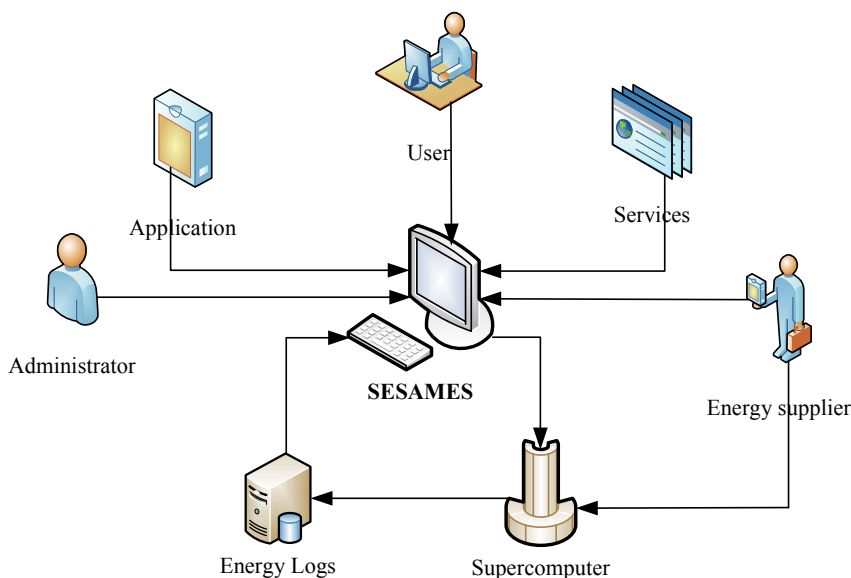 User
Application
Services
Administrator
SESAMES
Energy supplier
Energy Logs
Supercomputer